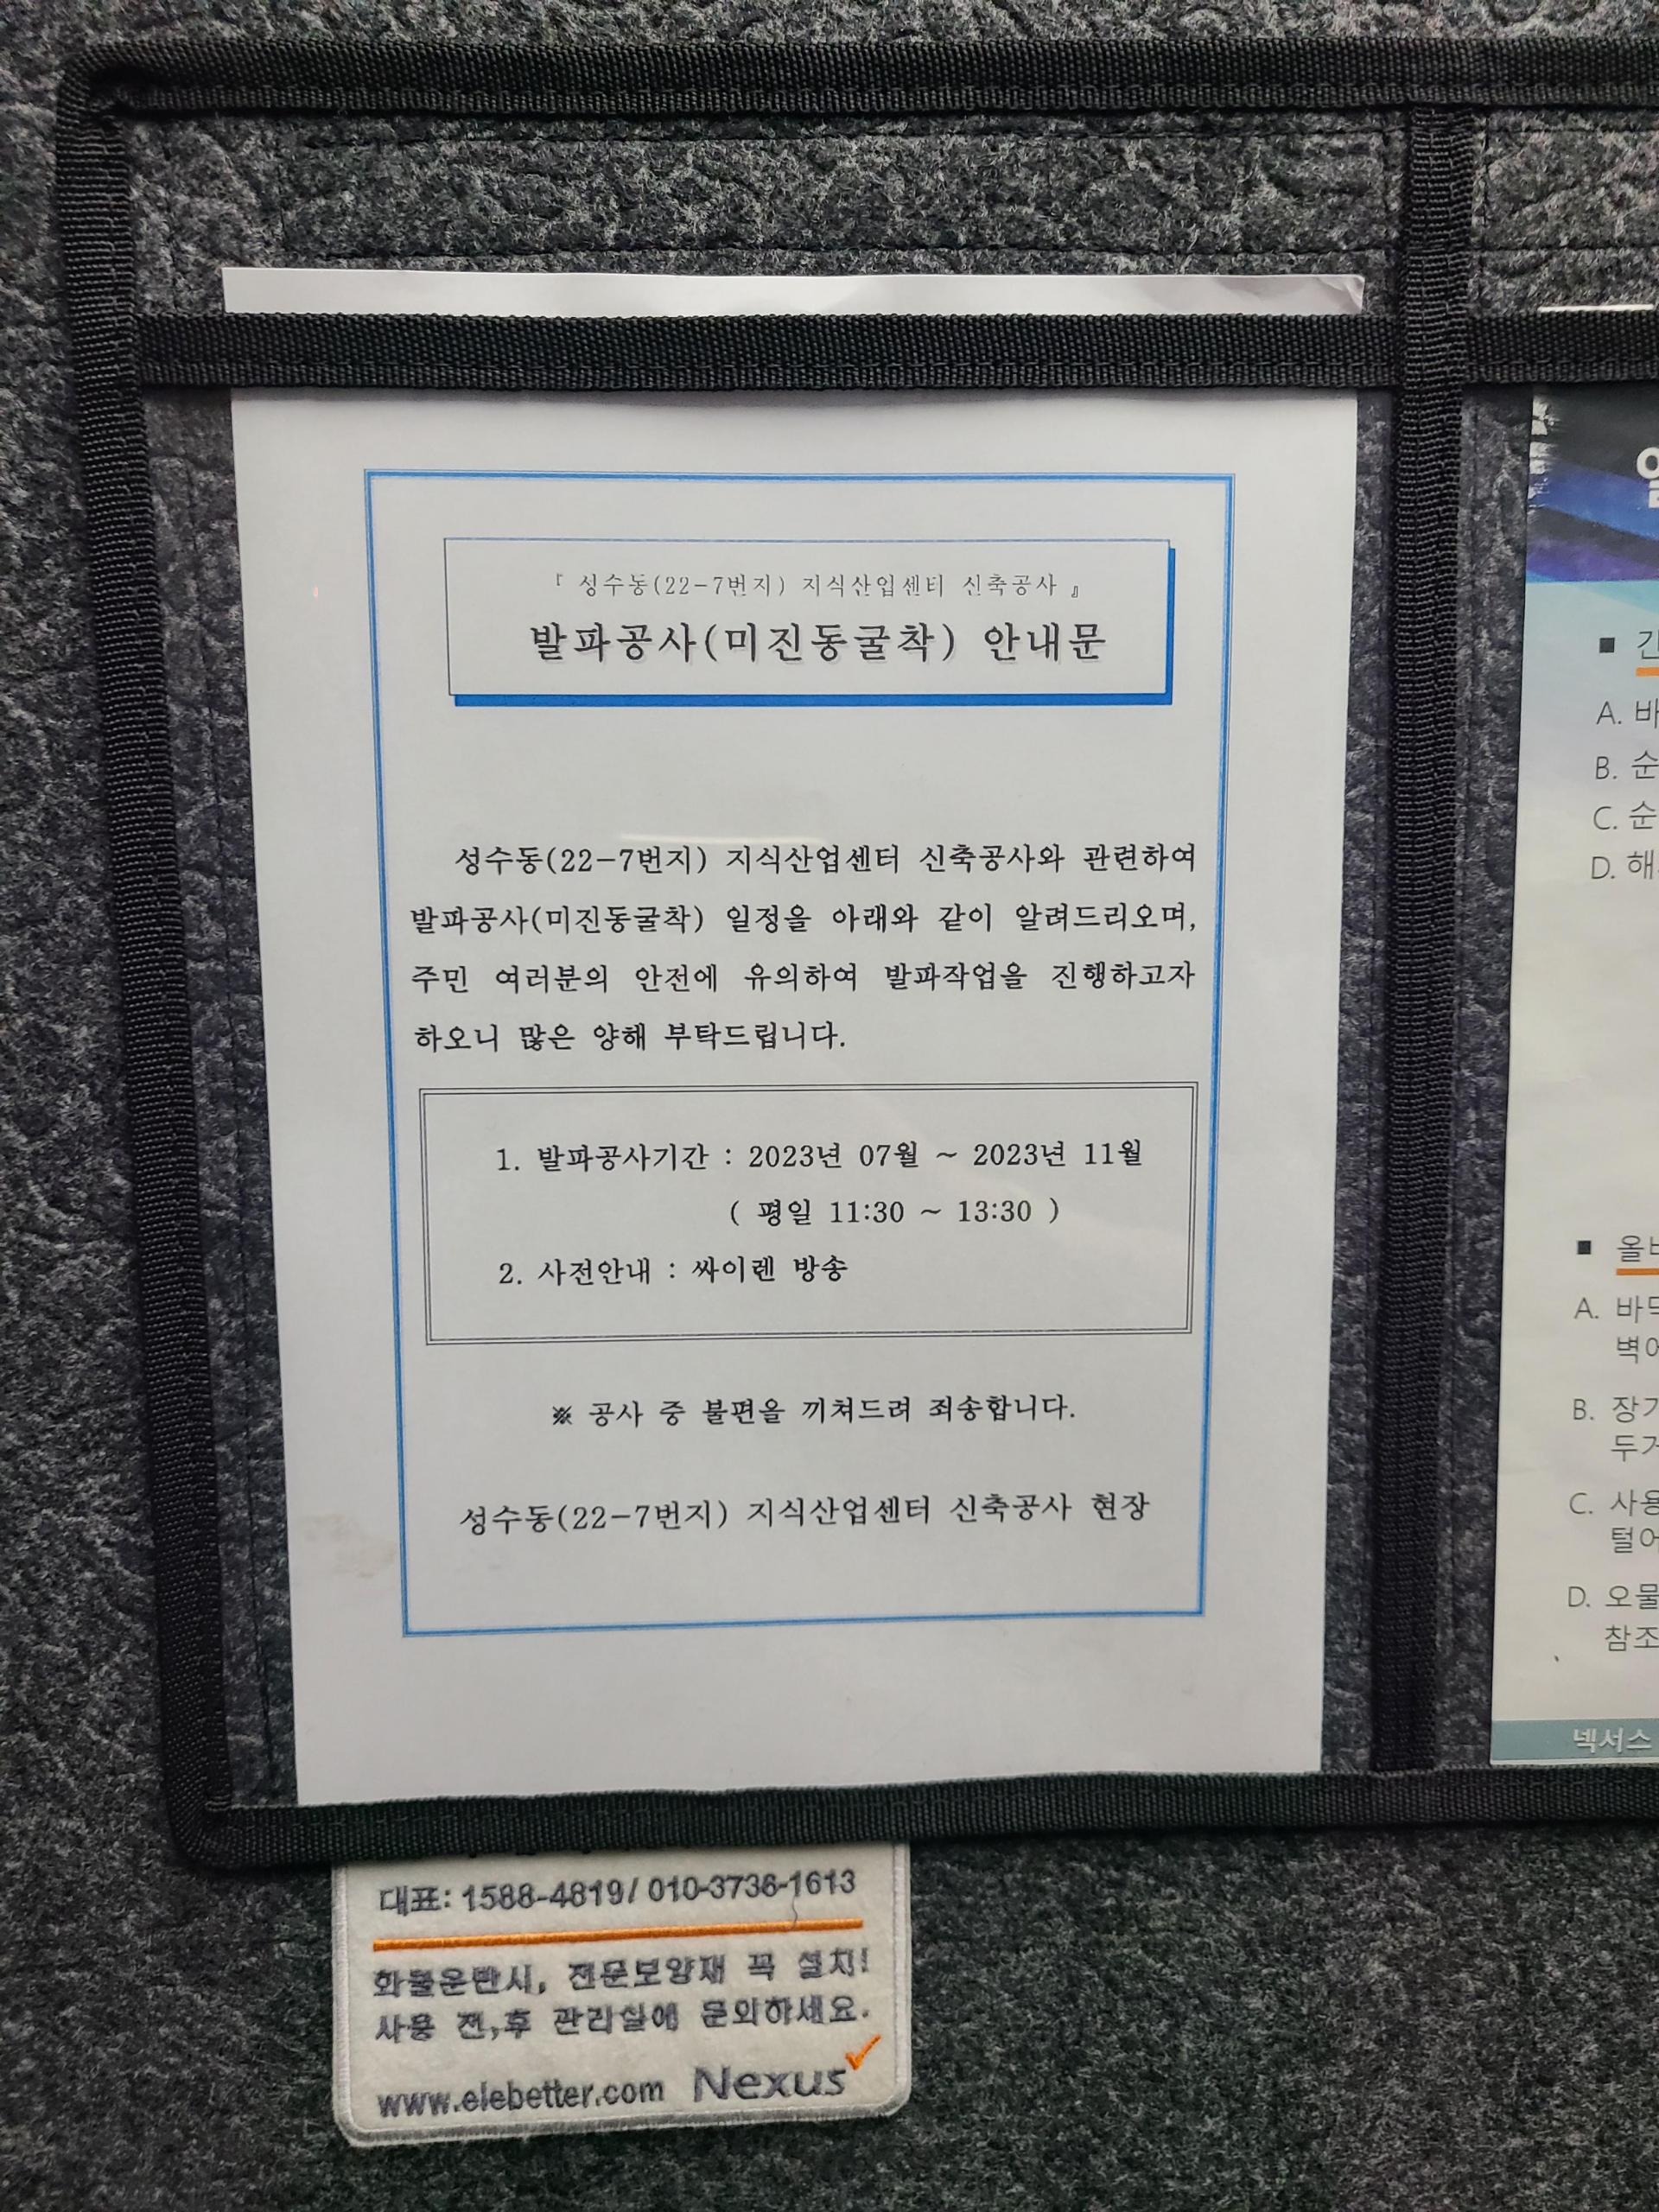 『 성수동(22-7번지) 지식산업센터 신축공사 』
발파공사(미진동굴착) 안내문
성수동(22-7번지) 지식산업센터 신축공사와 관련하여
발파공사(미진동굴착) 일정을 아래와 같이 알려드리오며,
주민 여러분의 안전에 유의하여 발파작업을 진행하고자
하오니 많은 양해 부탁드립니다.
1. 발파공사기간 : 2023년 07월 ~ 2023년 11월
( 평일 11:30 ~ 13:30 )
2. 사전안내 : 싸이렌 방송
※ 공사 중 불편을 끼쳐드려 죄송합니다.
성수동(22-7번지) 지식산업센터 신축공사 현장
대표: 1588-4819/ 010-3736-1613
화물운반시, 전문보양재 꼭 설치!
사용 전,후 관리실에 문의하세요.
www.elebetter.com Nexus
■
A. 바
B. 순
C. 순
D. 해
■ 올바
A. 바닥
벽에
B. 장기
두거
C. 사용
털어
D. 오물
참조
넥서스